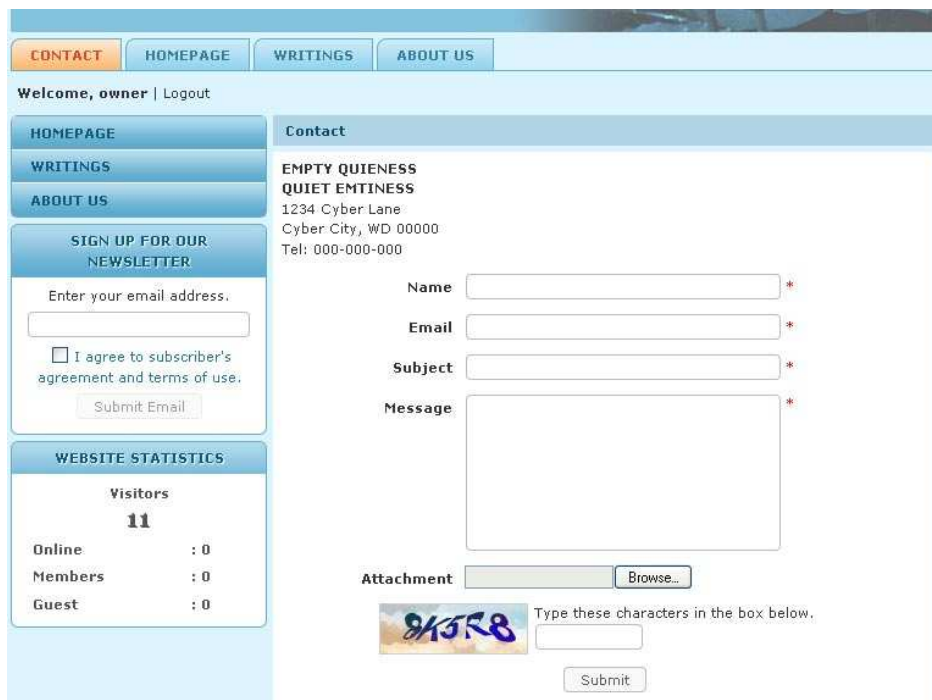 CONTACT HOMEPAGE WRITINGS ABOUT US
Welcome, owner | Logout
HOMEPAGE
WRITINGS
ABOUT US
SIGN UP FOR OUR
NEWSLETTER
Enter your email address.
I agree to subscriber's
agreement and terms of use.
Submit Email
WEBSITE STATISTICS
Visitors
11
Online : 0
Members : 0
Guest : 0
Contact
EMPTY QUIENESS
QUIET EMTINESS
1234 Cyber Lane
Cyber City, WD 00000
Tel: 000-000-000
Name *
Email *
Subject *
Message *
Attachment Browse...
8K5R8 Type these characters in the box below.
Submit